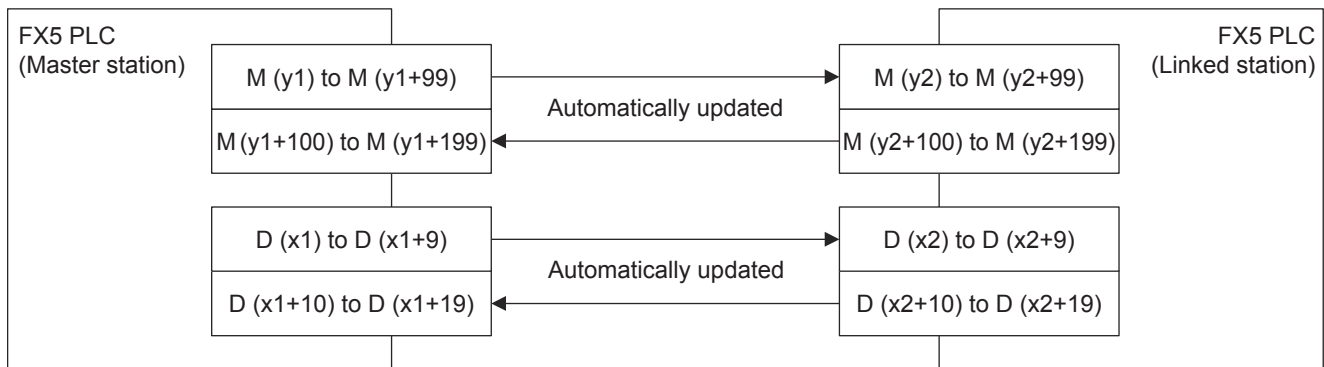 FX5 PLC
(Master station)
FX5 PLC
(Linked station)
M (y1) to M (y1+99)
M (y2) to M (y2+99)
Automatically updated
M (y1+100) to M (y1+199)
M (y2+100) to M (y2+199)
D (x1) to D (x1+9)
D (x2) to D (x2+9)
Automatically updated
D (x1+10) to D (x1+19)
D (x2+10) to D (x2+19)